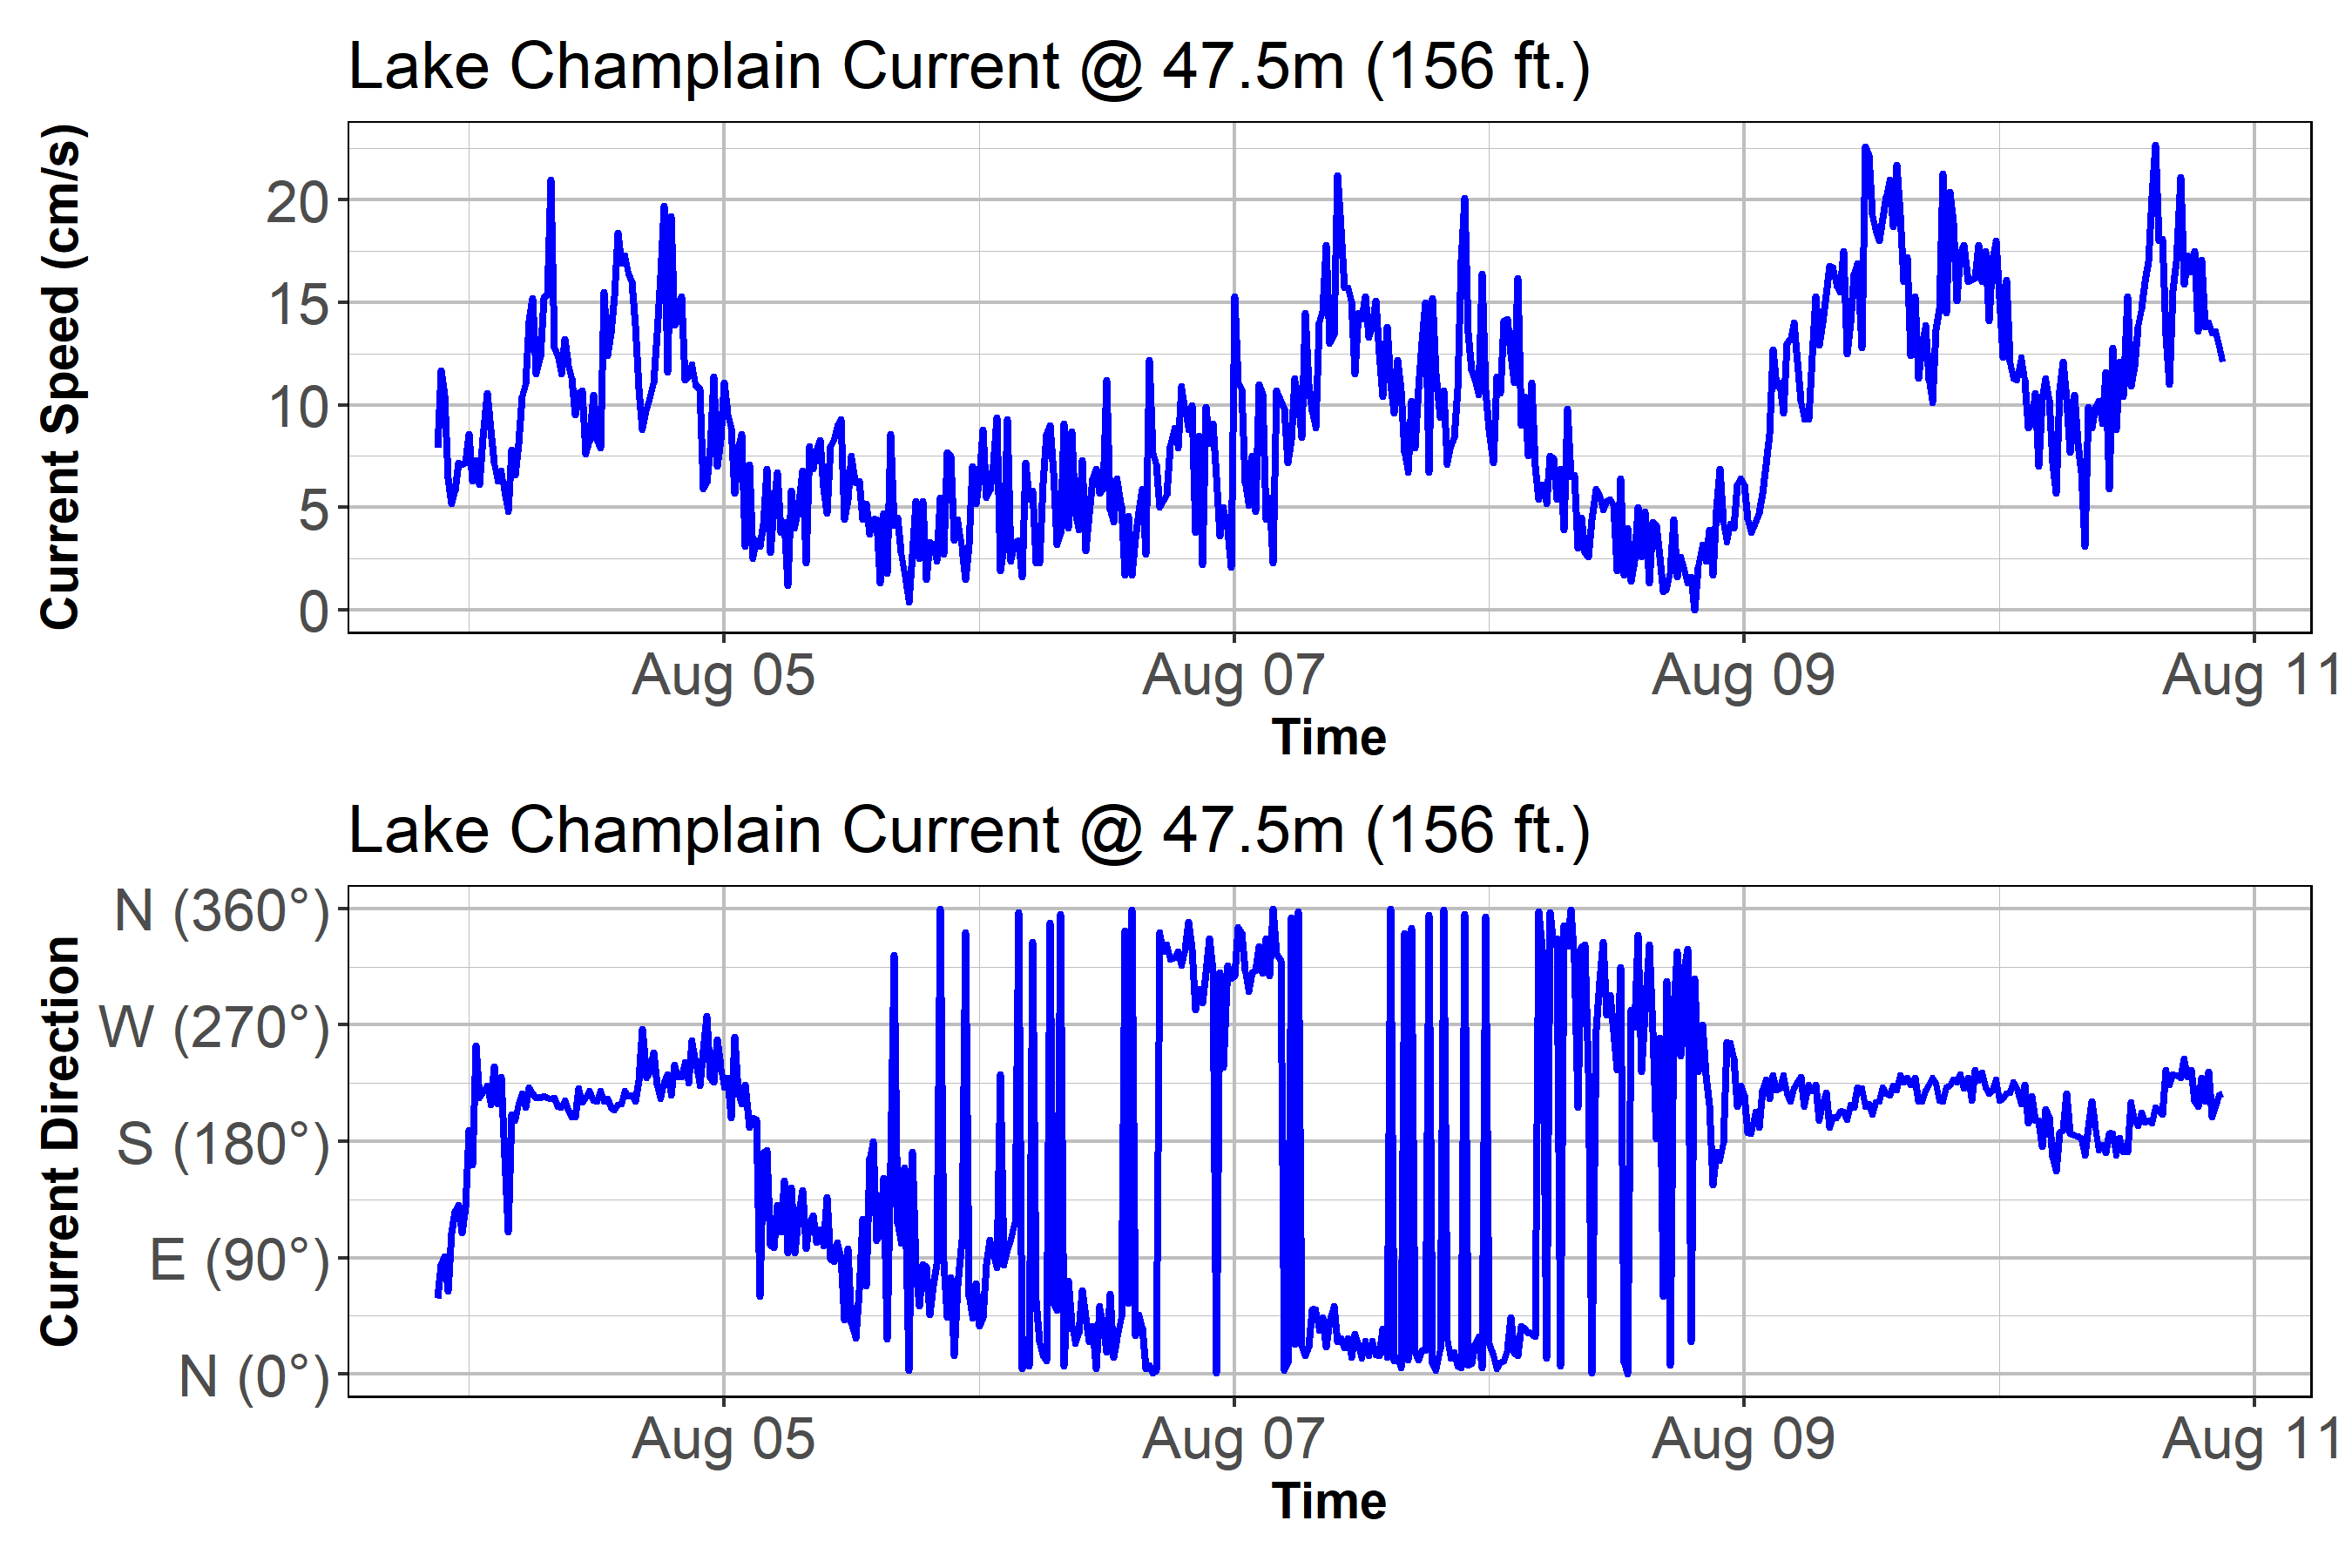 Lake Champlain Current @ 47.5m (156 ft.)
Current Speed (cm/s)
20
15
10
5
0
Aug 05 Aug 07 Aug 09 Aug 11
Time
Lake Champlain Current @ 47.5m (156 ft.)
Current Direction
N (360°)
W (270°)
S (180°)
E (90°)
N (0°)
Aug 05 Aug 07 Aug 09 Aug 11
Time